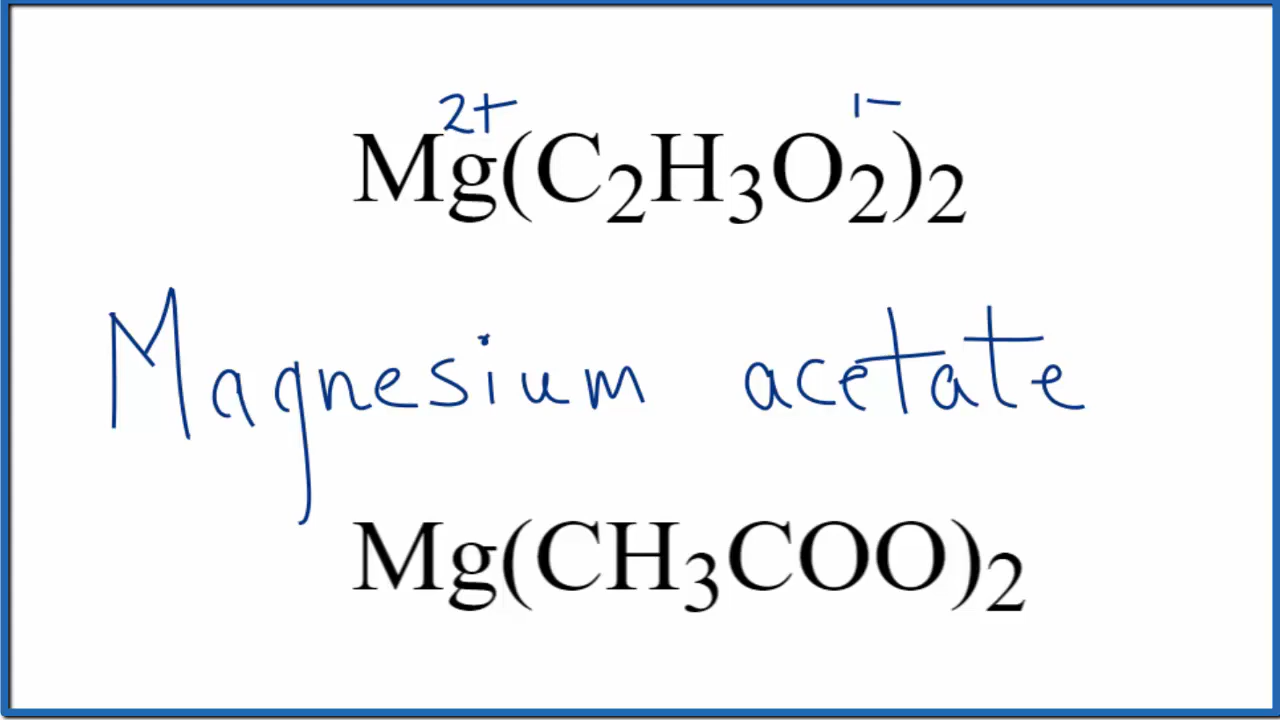 2+ 1-
Mg(C₂H₃O₂)₂
Magnesium acetate
Mg(CH₃COO)₂